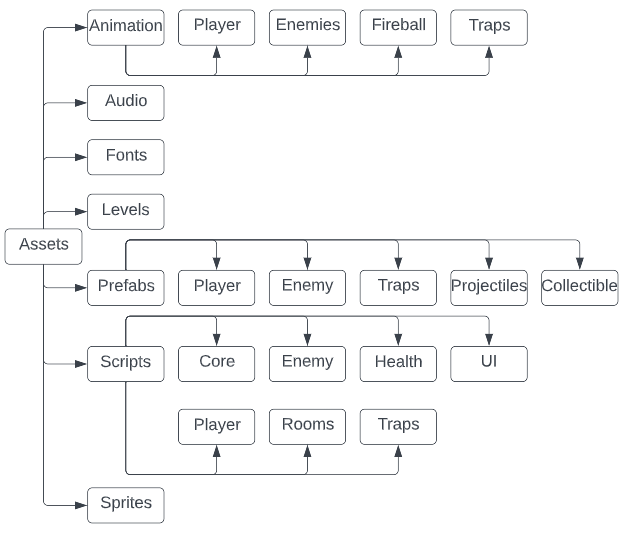 Animation Player Enemies Fireball Traps
Audio
Fonts
Levels
Assets
Prefabs Player Enemy Traps Projectiles Collectible
Scripts Core Enemy Health UI
Player Rooms Traps
Sprites